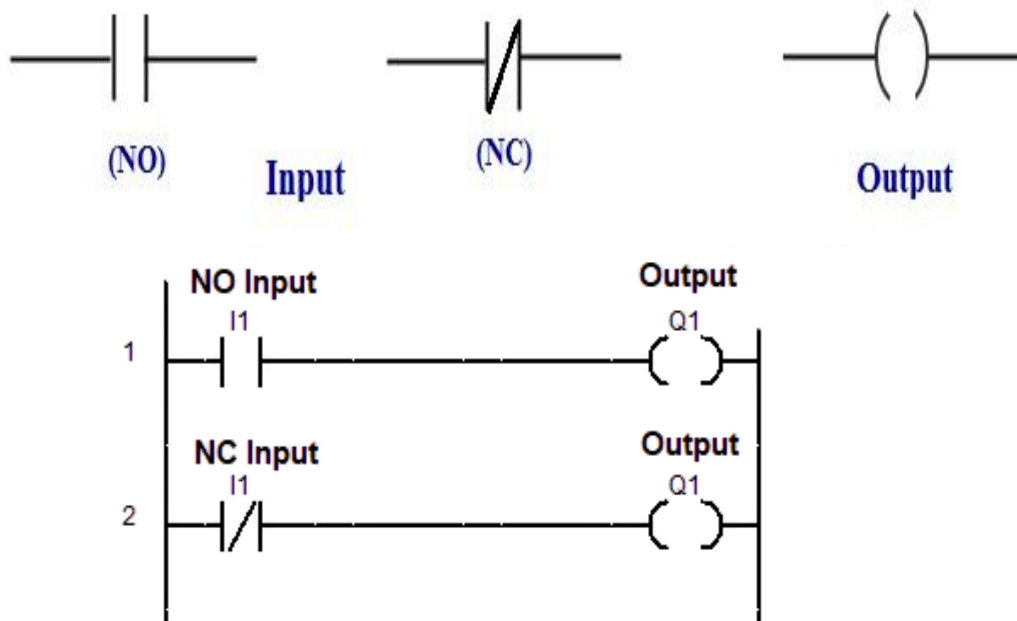 (NO)
Input
(NC)
Output
NO Input
Output
I1
Q1
1
NC Input
Output
I1
Q1
2